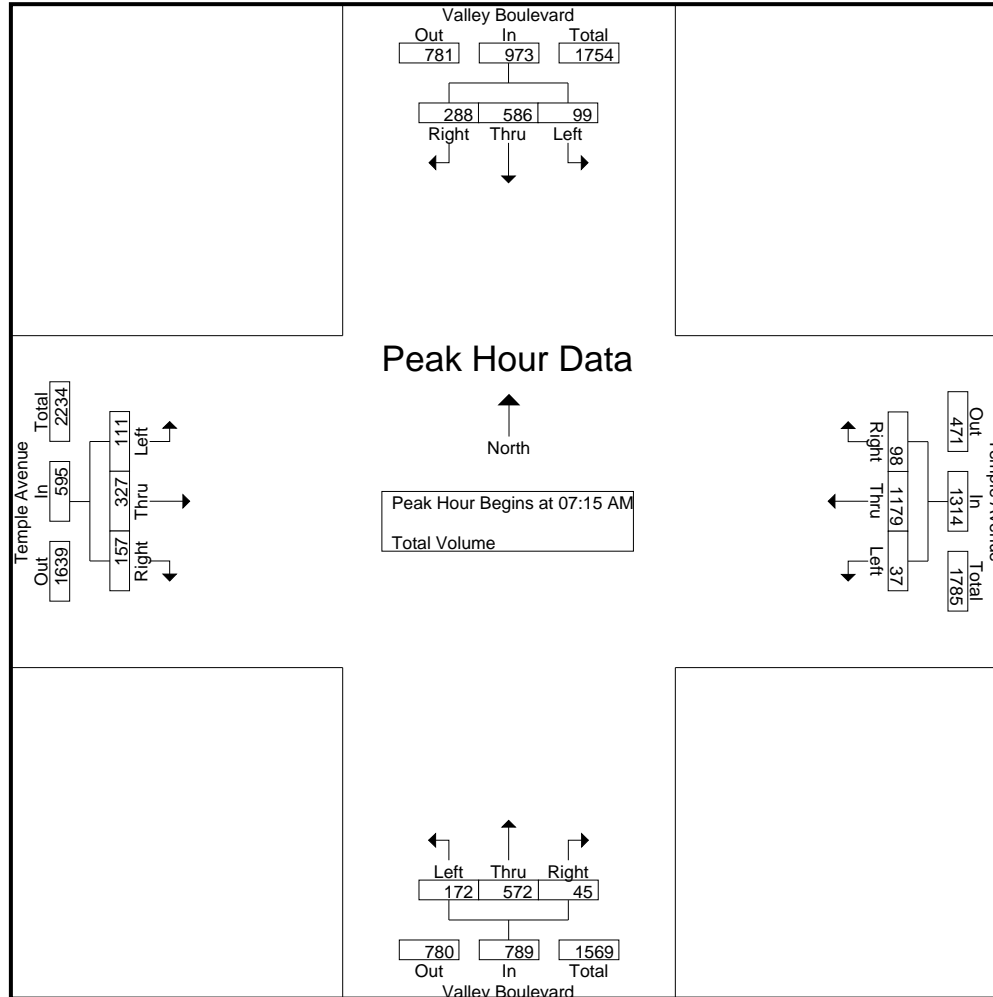 Valley Boulevard
Out In Total
781 973 1754
288 586 99
Right Thru Left
Peak Hour Data
North
Peak Hour Begins at 07:15 AM
Total Volume
Temple Avenue
Out In Total
1639 595 2234
157 327 111
Right Thru Left
Out In Total
471 1314 1785
98 1179 37
Right Thru Left
Left Thru Right
172 572 45
780 789 1569
Out In Total
Valley Boulevard